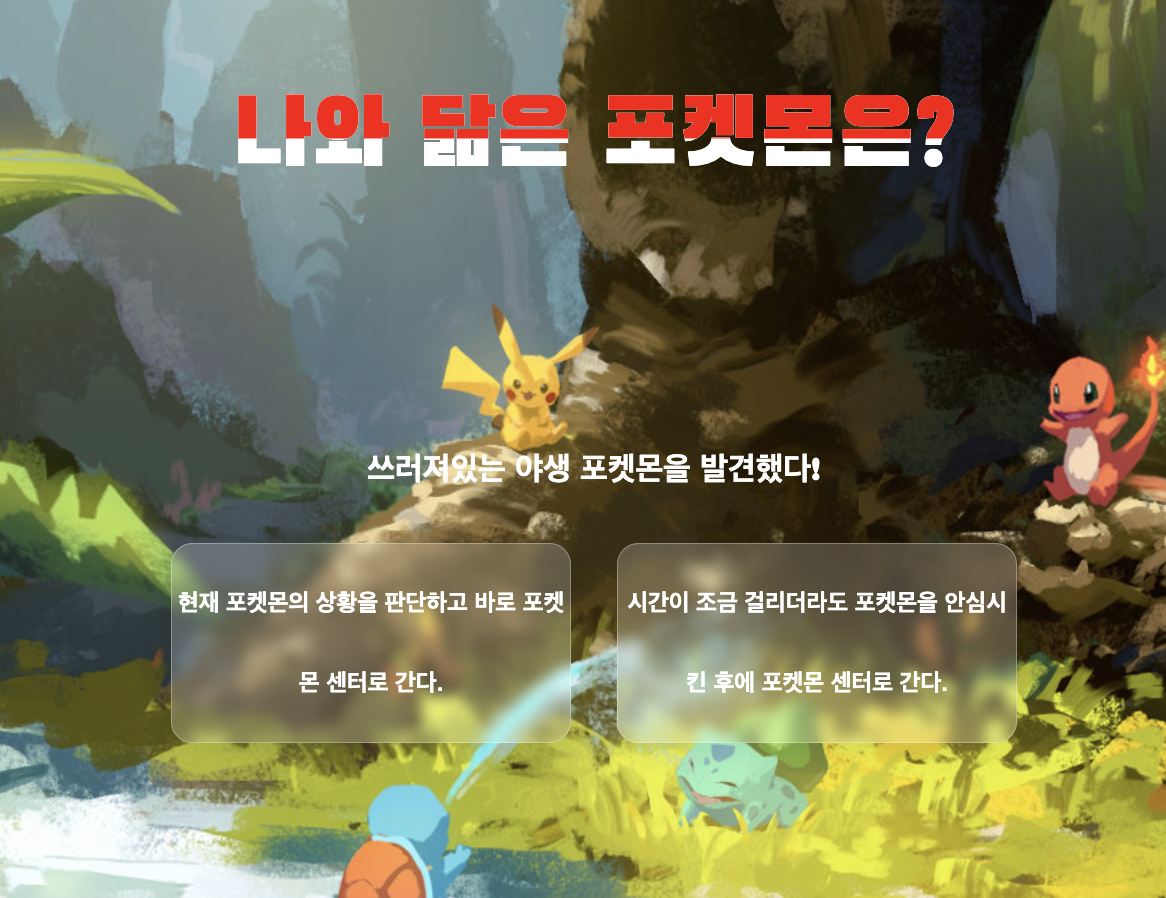 나와 닮은 포켓몬은?
쓰러져있는 야생 포켓몬을 발견했다!
현재 포켓몬의 상황을 판단하고 바로 포켓
몬 센터로 간다.
시간이 조금 걸리더라도 포켓몬을 안심시
킨 후에 포켓몬 센터로 간다.